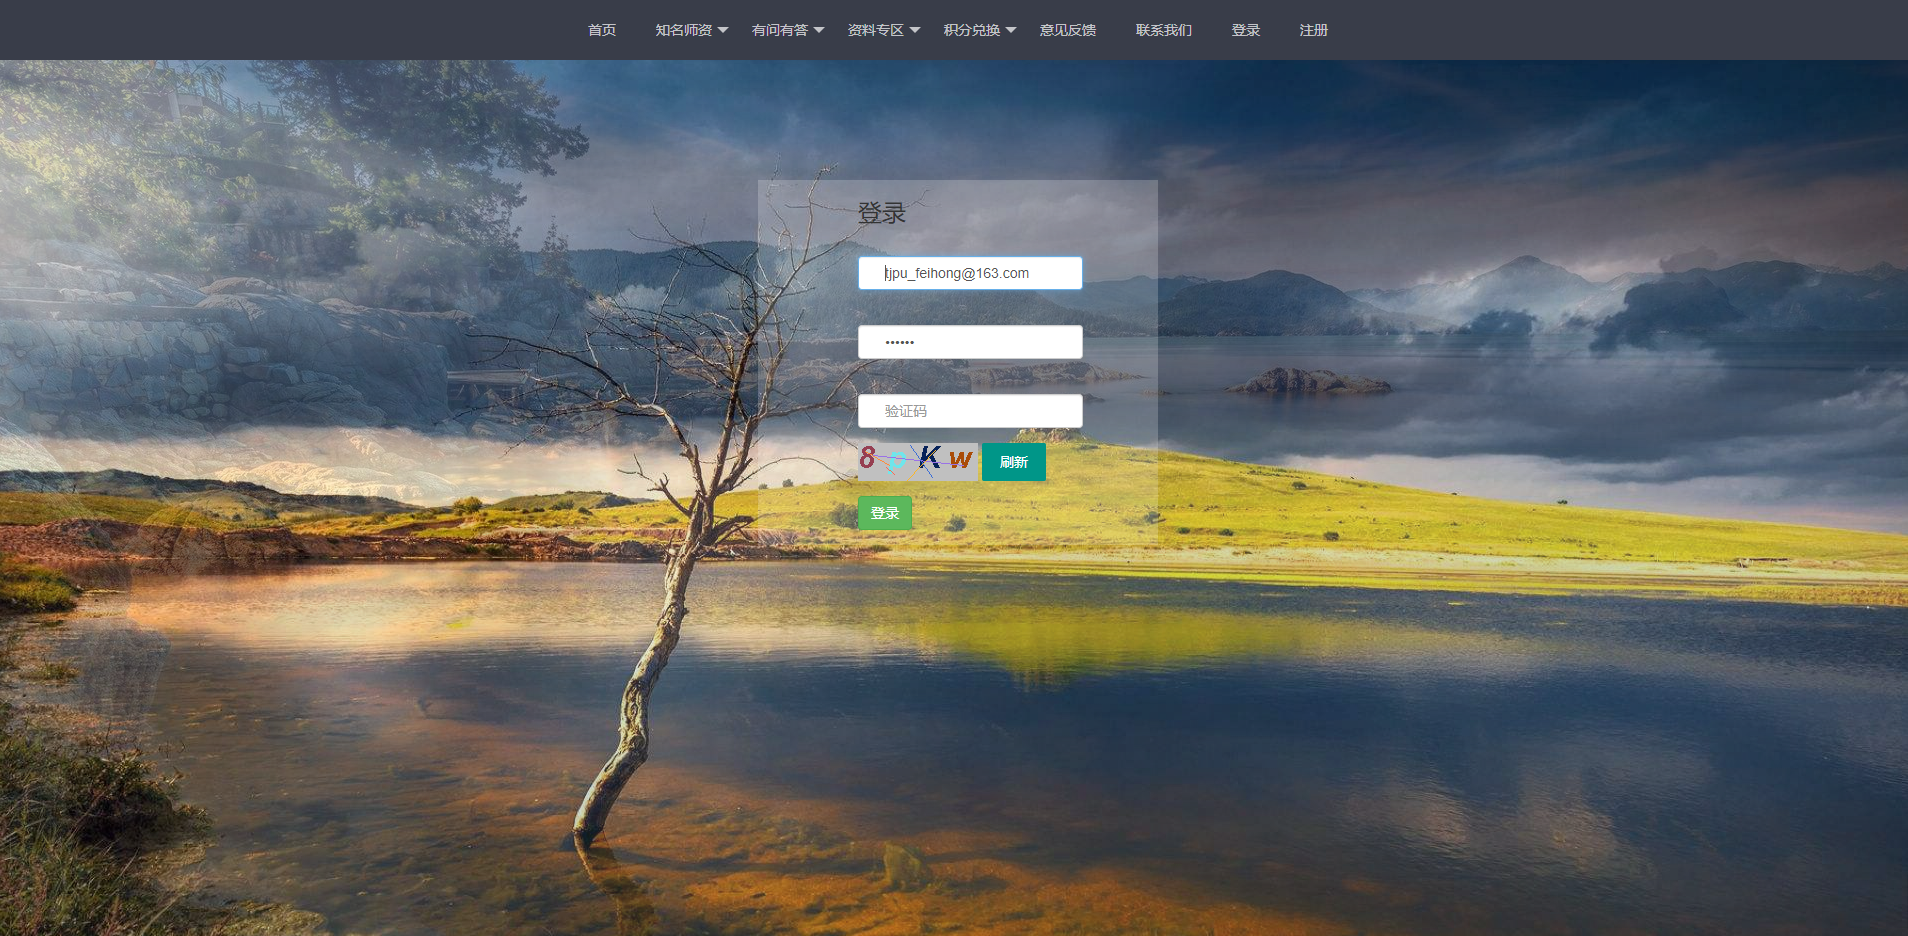 首页 知名师资 有问有答 资料专区 积分兑换 意见反馈 联系我们 登录 注册
登录
tjpu_feihong@163.com
••••••
验证码
8pKw 刷新
登录